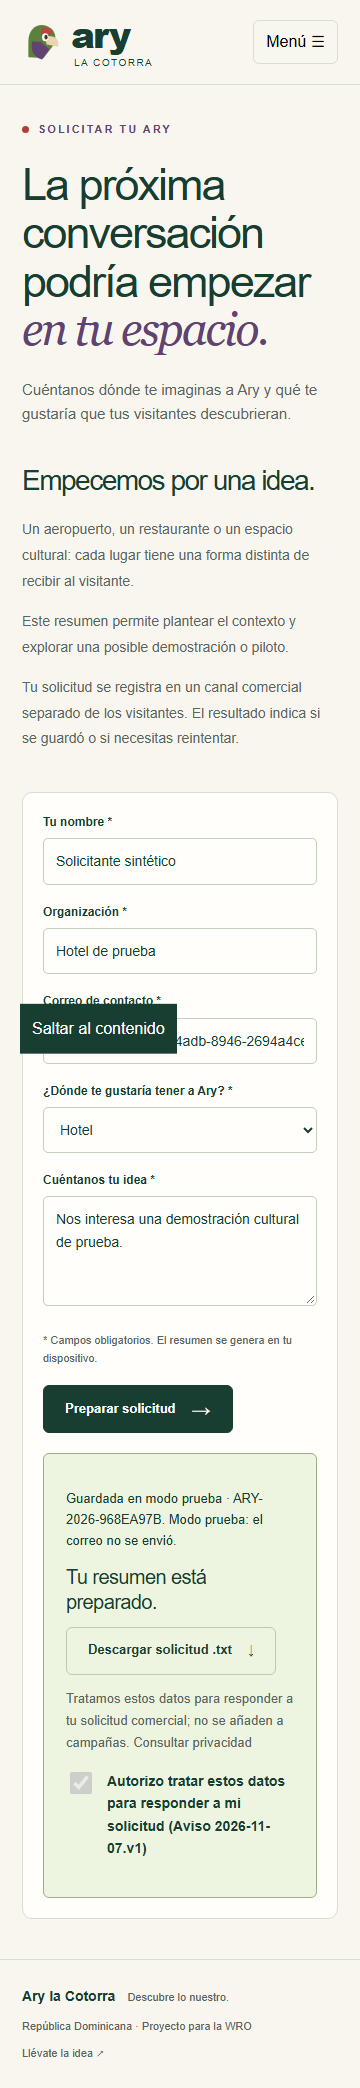 ary
LA COTORRA
Menú ☰
SOLICITAR TU ARY
La próxima
conversación
podría empezar
en tu espacio.
Cuéntanos dónde te imaginas a Ary y qué te
gustaría que tus visitantes descubrieran.
Empecemos por una idea.
Un aeropuerto, un restaurante o un espacio
cultural: cada lugar tiene una forma distinta de
recibir al visitante.
Este resumen permite plantear el contexto y
explorar una posible demostración o piloto.
Tu solicitud se registra en un canal comercial
separado de los visitantes. El resultado indica si
se guardó o si necesitas reintentar.
Tu nombre *
Solicitante sintético
Organización *
Hotel de prueba
Correo de contacto *
Saltar al contenido
4adb-8946-2694a4ce
¿Dónde te gustaría tener a Ary? *
Hotel
Cuéntanos tu idea *
Nos interesa una demostración cultural
de prueba.
* Campos obligatorios. El resumen se genera en tu
dispositivo.
Preparar solicitud →
Guardada en modo prueba · ARY-
2026-968EA97B. Modo prueba: el
correo no se envió.
Tu resumen está
preparado.
Descargar solicitud .txt ↓
Tratamos estos datos para responder a
tu solicitud comercial; no se añaden a
campañas. Consultar privacidad
Autorizo tratar estos datos
para responder a mi
solicitud (Aviso 2026-11-
07.v1)
Ary la Cotorra Descubre lo nuestro.
República Dominicana · Proyecto para la WRO
Llévate la idea ↗